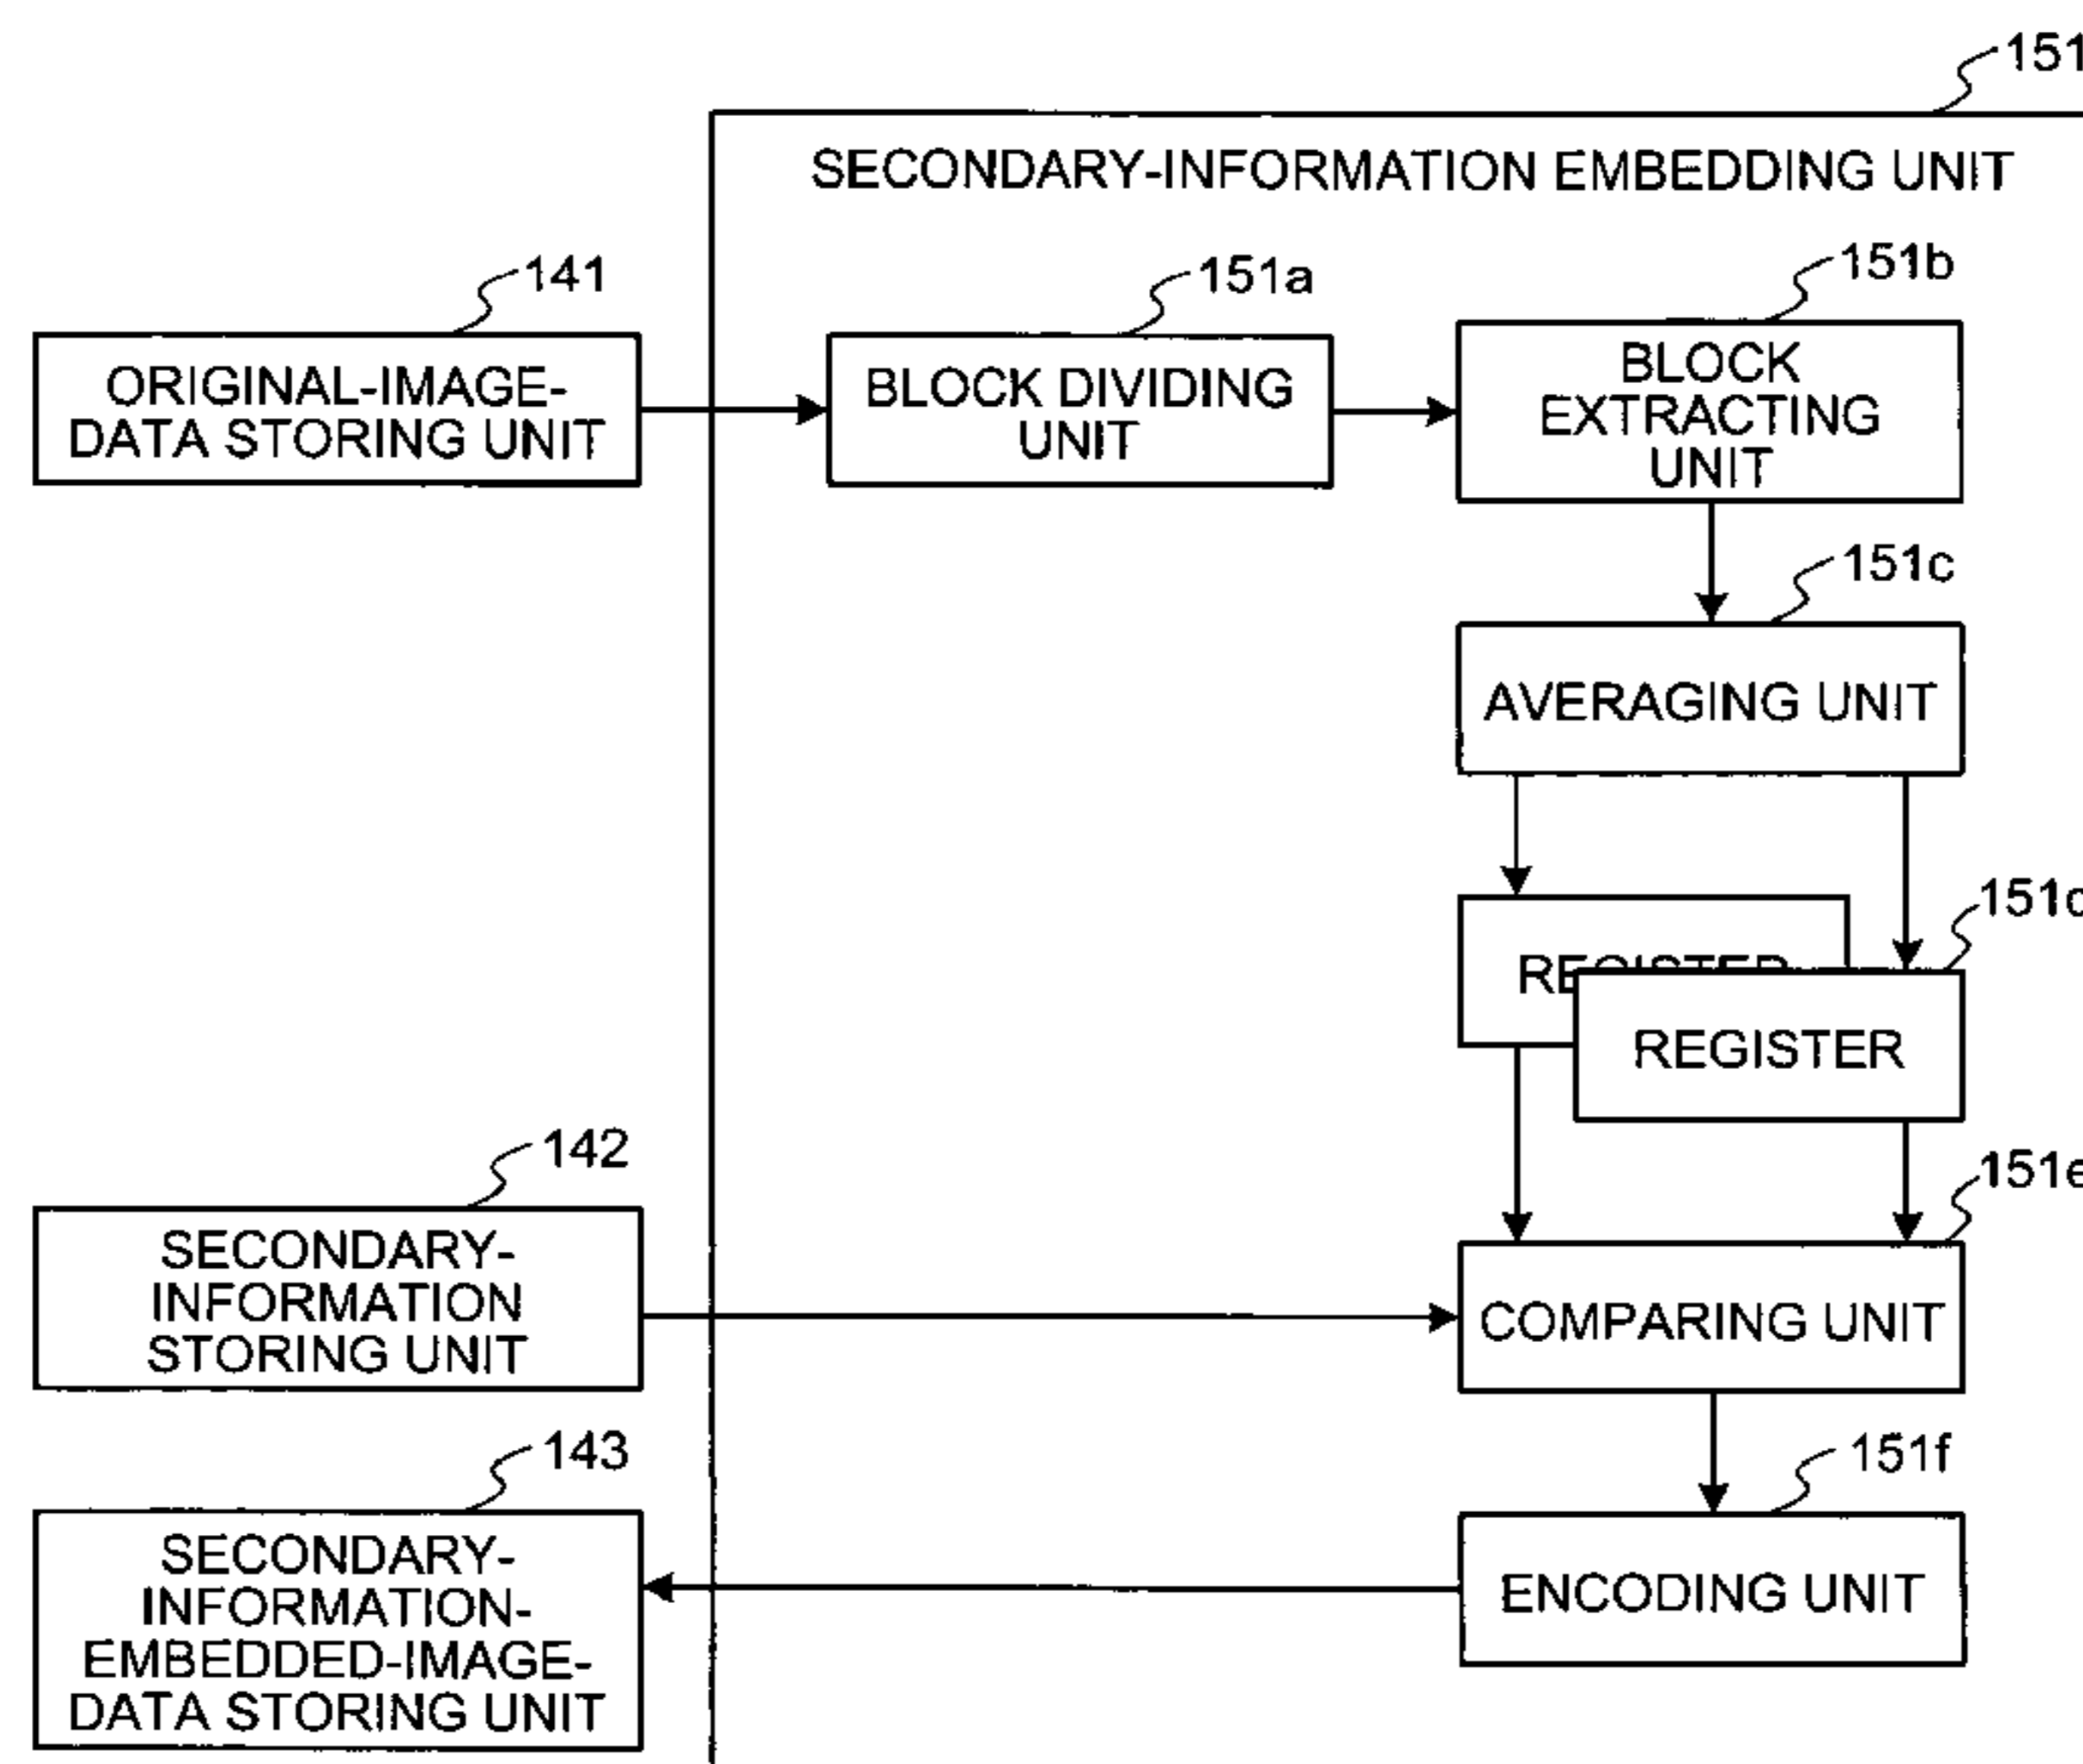 151
SECONDARY-INFORMATION EMBEDDING UNIT
141
151a
151b
ORIGINAL-IMAGE-
DATA STORING UNIT
BLOCK DIVIDING
UNIT
BLOCK
EXTRACTING
UNIT
151c
AVERAGING UNIT
REGISTER
REGISTER
142
151e
SECONDARY-
INFORMATION
STORING UNIT
COMPARING UNIT
143
151f
SECONDARY-
INFORMATION-
EMBEDDED-IMAGE-
DATA STORING UNIT
ENCODING UNIT